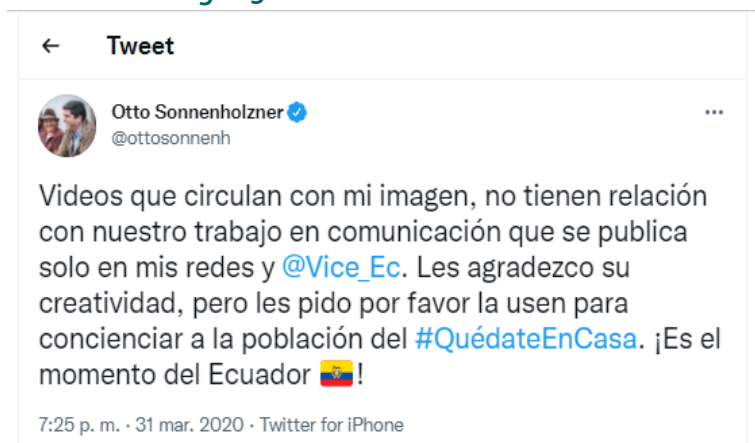 ← Tweet
Otto Sonnenholzner
@ottosonnenh
...
Videos que circulan con mi imagen, no tienen relación
con nuestro trabajo en comunicación que se publica
solo en mis redes y @Vice_Ec. Les agradezco su
creatividad, pero les pido por favor la usen para
concienciar a la población del #QuédateEnCasa. ¡Es el
momento del Ecuador 🇪🇨!
7:25 p. m. · 31 mar. 2020 · Twitter for iPhone